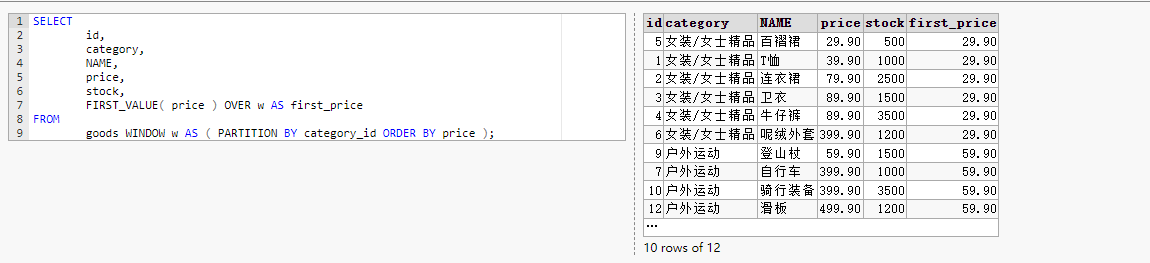 1 SELECT
2 id,
3 category,
4 NAME,
5 price,
6 stock,
7 FIRST_VALUE( price ) OVER w AS first_price
8 FROM
9 goods WINDOW w AS ( PARTITION BY category_id ORDER BY price );
id category NAME price stock first_price
5 女装/女士精品 百褶裙 29.90 500 29.90
1 女装/女士精品 T恤 39.90 1000 29.90
2 女装/女士精品 连衣裙 79.90 2500 29.90
3 女装/女士精品 卫衣 89.90 1500 29.90
4 女装/女士精品 牛仔裤 89.90 3500 29.90
6 女装/女士精品 呢绒外套 399.90 1200 29.90
9 户外运动 登山杖 59.90 1500 59.90
7 户外运动 自行车 399.90 1000 59.90
10 户外运动 骑行装备 399.90 3500 59.90
12 户外运动 滑板 499.90 1200 59.90
...
10 rows of 12